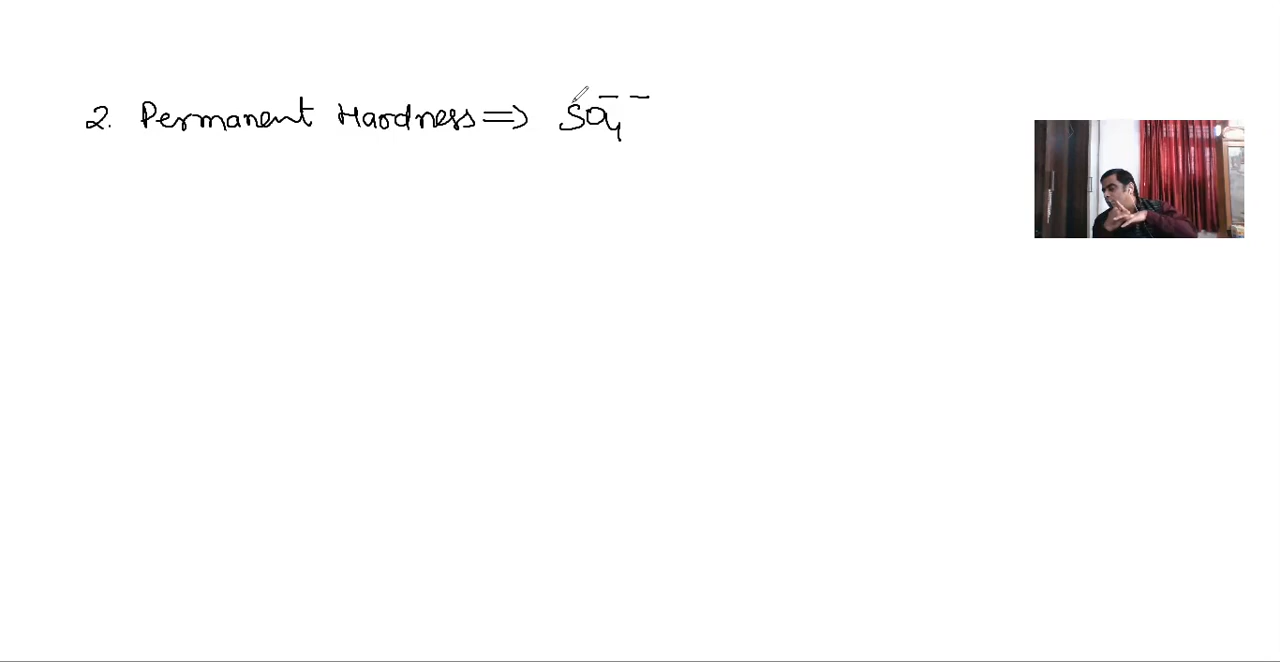 2. Permanent Hardness ⇒ SO₄⁻⁻